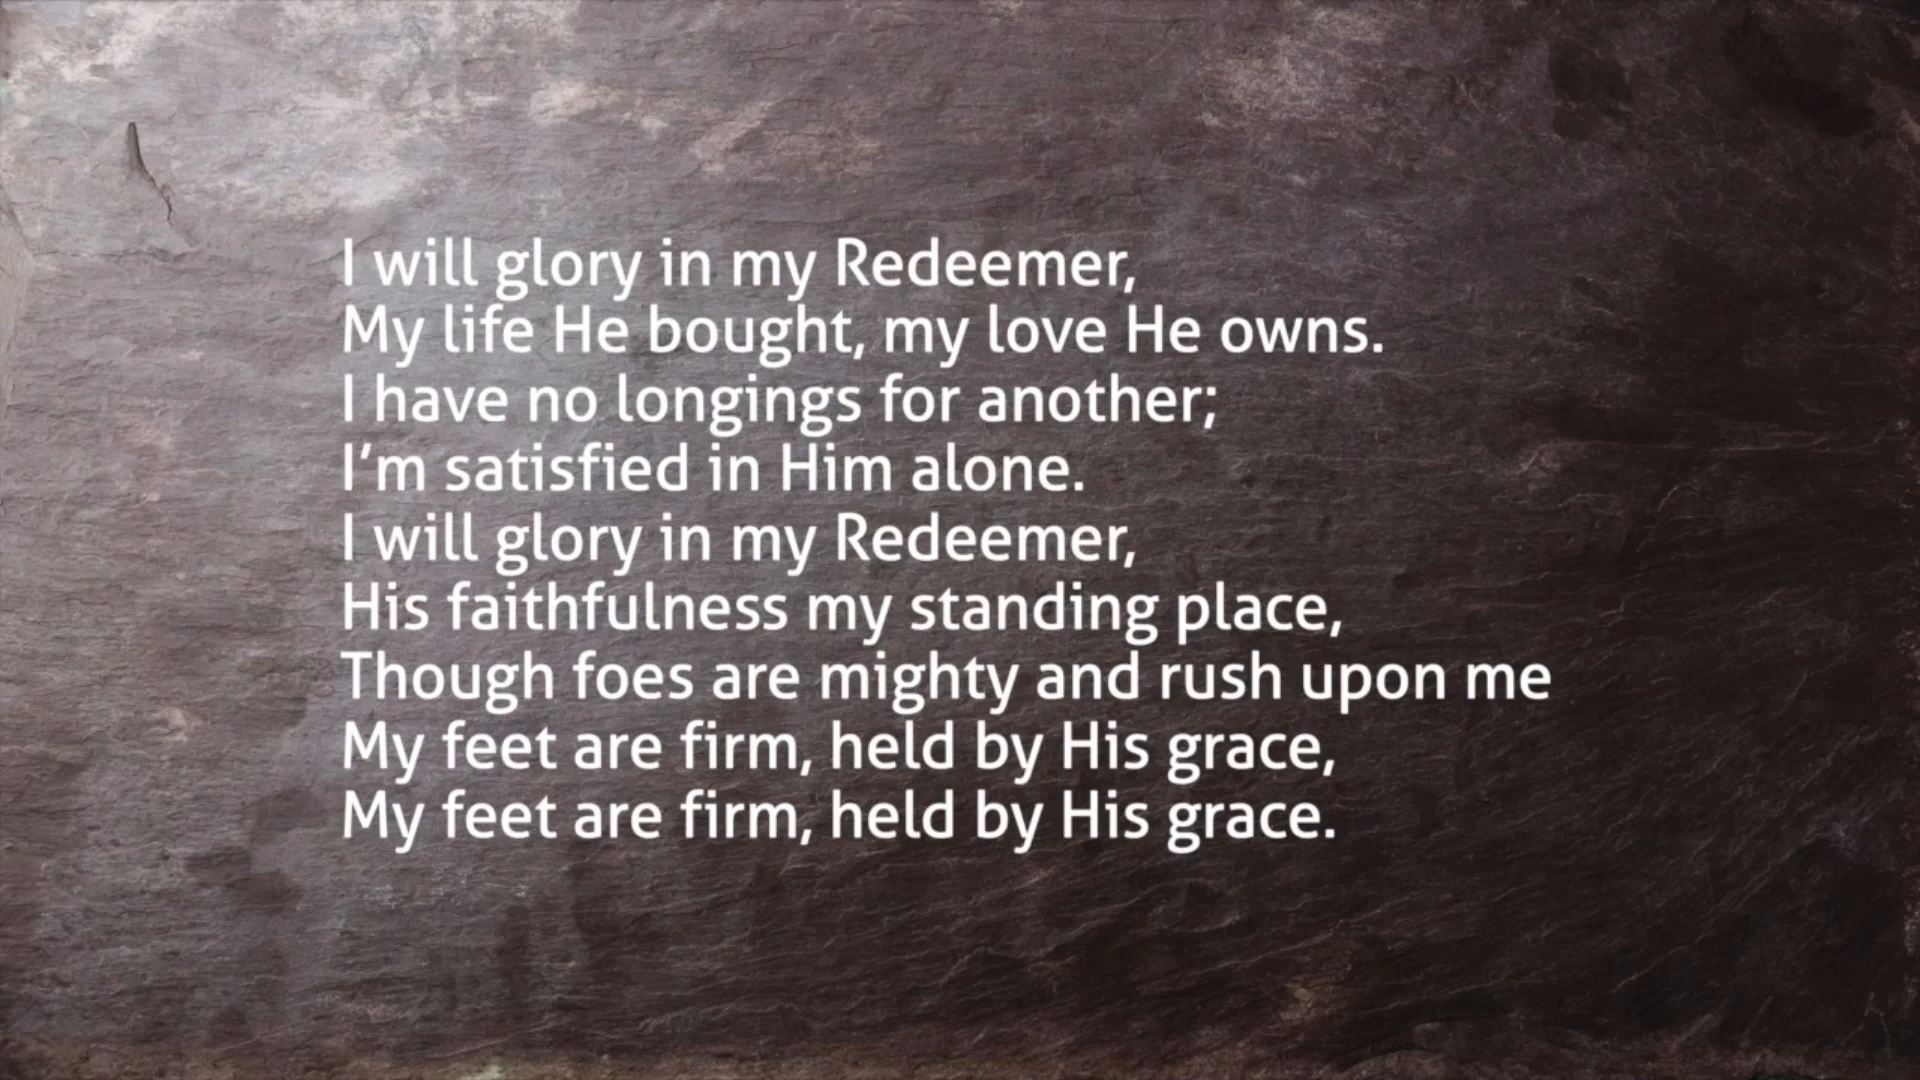 I will glory in my Redeemer,
My life He bought, my love He owns.
I have no longings for another;
I’m satisfied in Him alone.
I will glory in my Redeemer,
His faithfulness my standing place,
Though foes are mighty and rush upon me
My feet are firm, held by His grace,
My feet are firm, held by His grace.